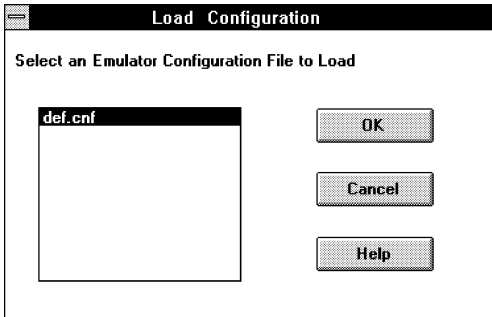 Load Configuration
Select an Emulator Configuration File to Load
def.cnf
OK
Cancel
Help